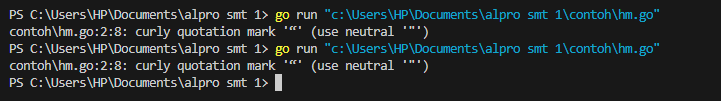 PS C:\Users\HP\Documents\alpro smt 1> go run "c:\Users\HP\Documents\alpro smt 1\contoh\hm.go"
contoh\hm.go:2:8: curly quotation mark '“' (use neutral '"')
PS C:\Users\HP\Documents\alpro smt 1> go run "c:\Users\HP\Documents\alpro smt 1\contoh\hm.go"
contoh\hm.go:2:8: curly quotation mark '“' (use neutral '"')
PS C:\Users\HP\Documents\alpro smt 1>